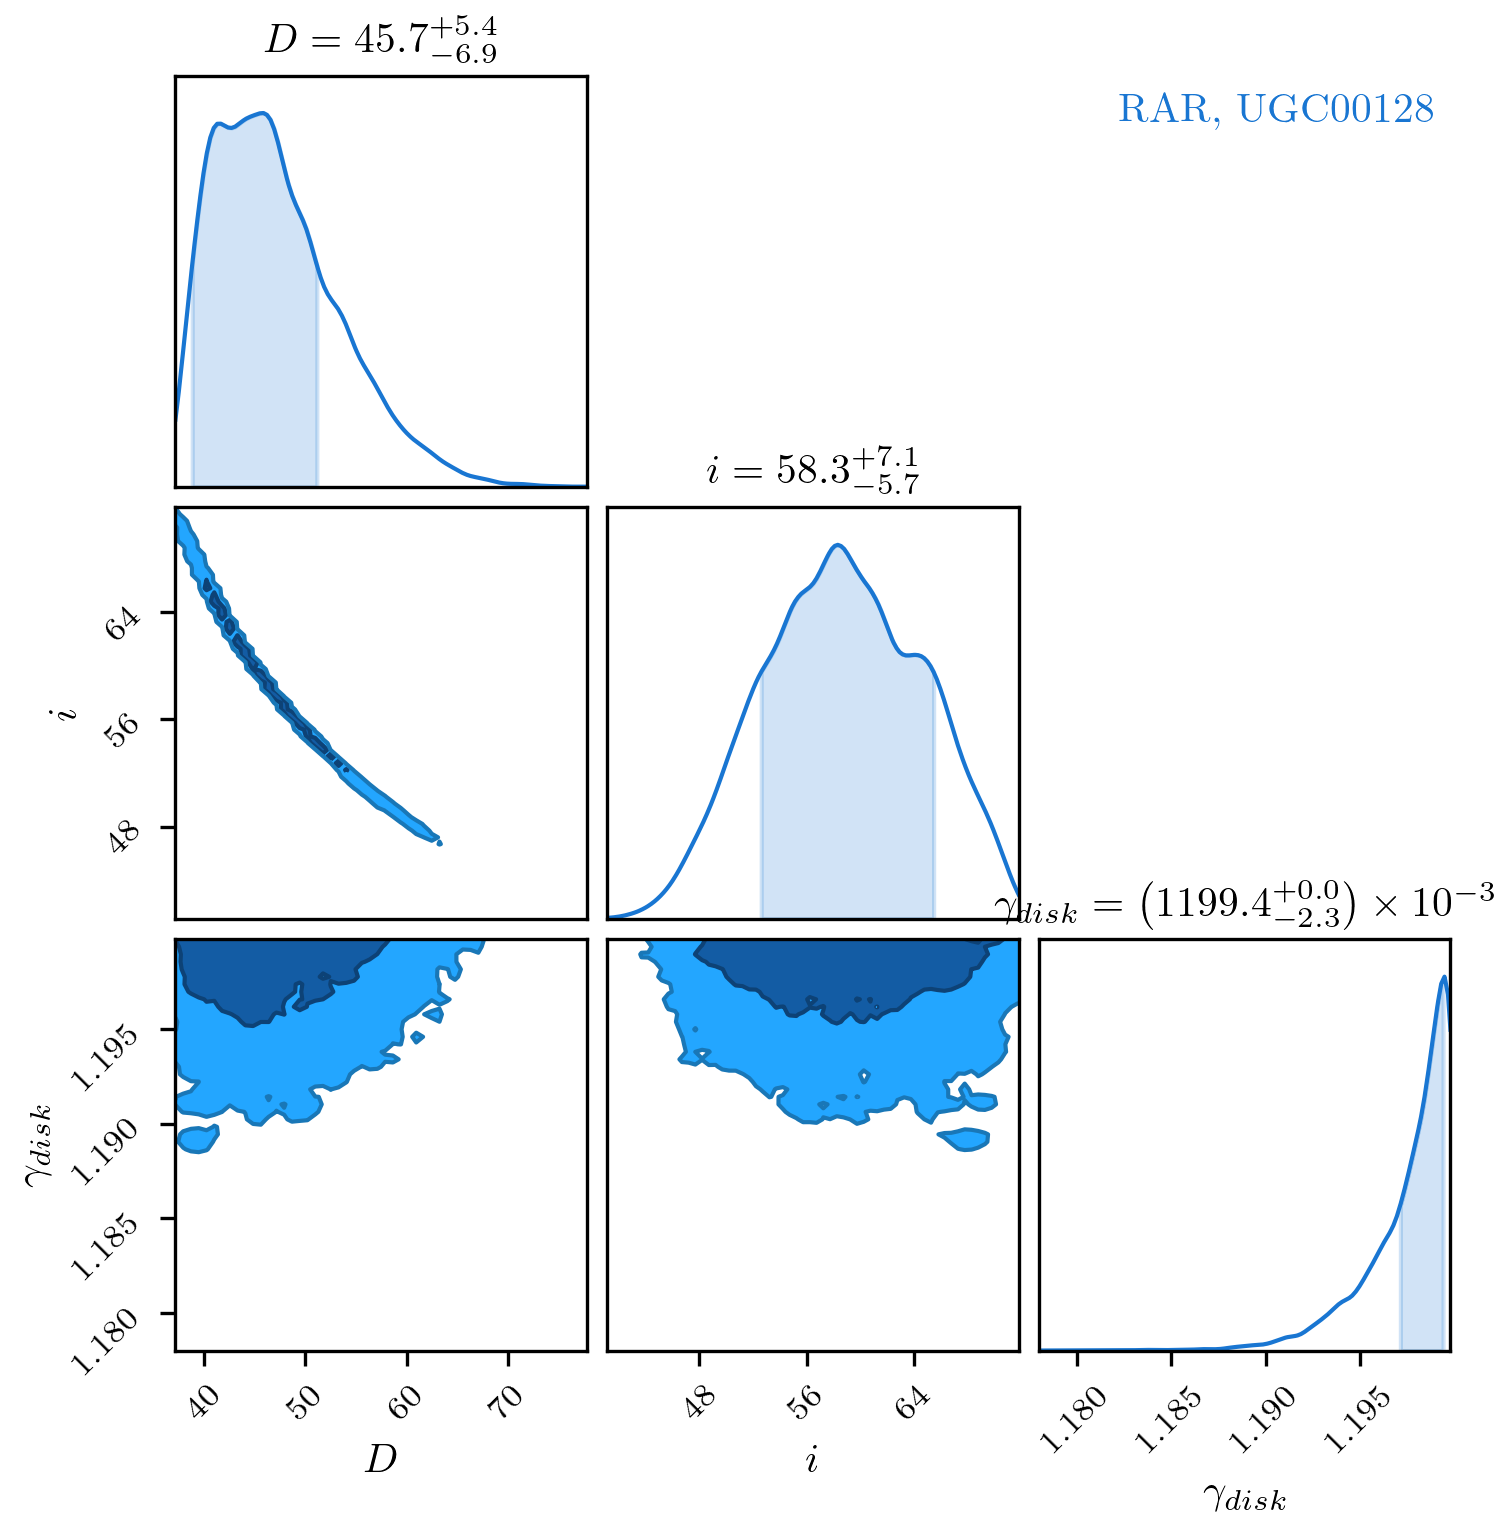 D = 45.7^{+5.4}_{-6.9}
RAR, UGC00128
i = 58.3^{+7.1}_{-5.7}
64
56
48
i
γ_{disk} = (1199.4^{+0.0}_{-2.3}) × 10^{-3}
1.195
1.190
1.185
1.180
γ_{disk}
40 50 60 70
D
48 56 64
i
1.180 1.185 1.190 1.195
γ_{disk}